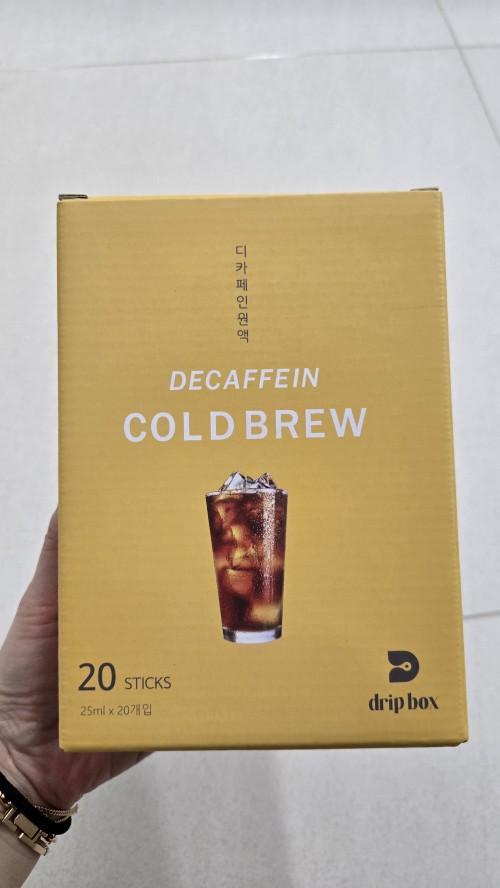 디카페인원액
DECAFFEIN
COLD BREW
20 STICKS
25ml x 20개입
drip box